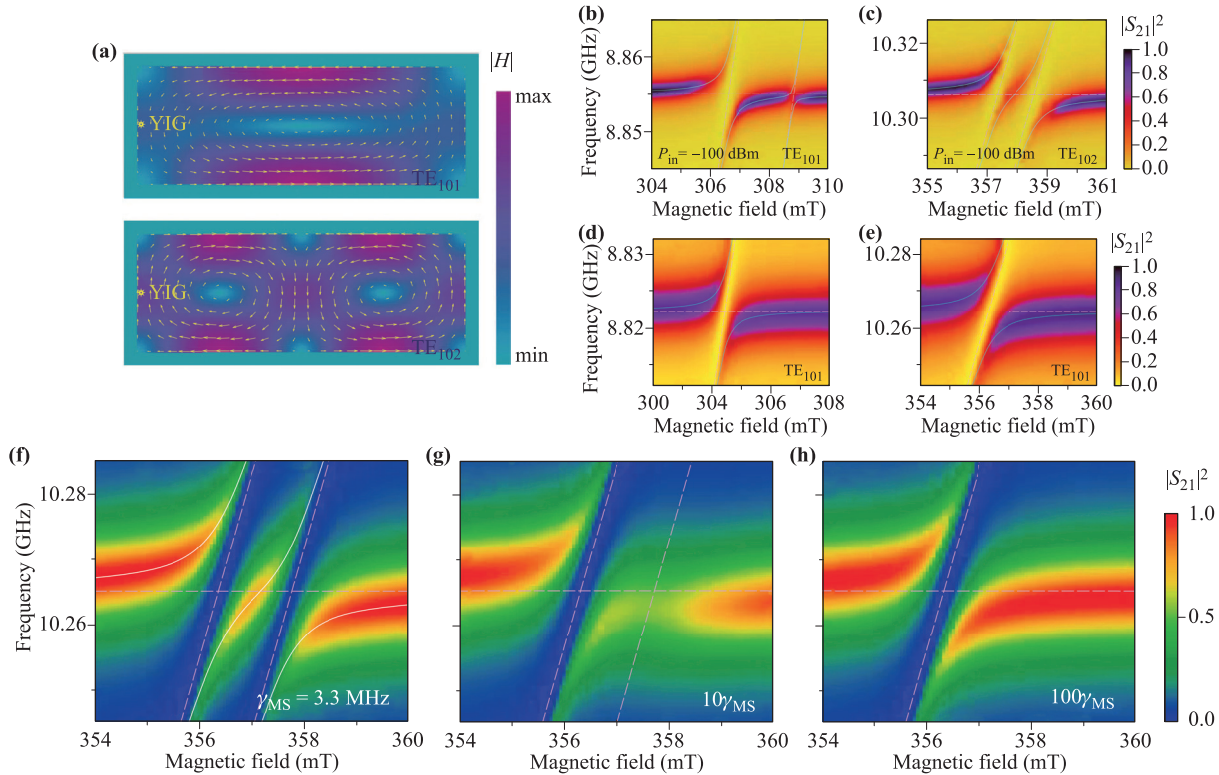 (a)
|H|
max
YIG
TE101
YIG
TE102
min
(b)
Frequency (GHz)
8.86
8.85
Pin = −100 dBm
TE101
304 306 308 310
Magnetic field (mT)
(c)
10.32
10.30
Pin = −100 dBm
TE102
355 357 359 361
Magnetic field (mT)
|S21|2
1.0
0.8
0.6
0.4
0.2
0.0
(d)
Frequency (GHz)
8.83
8.82
TE101
300 304 306 308
Magnetic field (mT)
(e)
10.28
10.26
TE101
354 356 358 360
Magnetic field (mT)
|S21|2
1.0
0.8
0.6
0.4
0.2
0.0
(f)
Frequency (GHz)
10.28
10.26
γMS = 3.3 MHz
354 356 358 360
Magnetic field (mT)
(g)
10γMS
354 356 358 360
Magnetic field (mT)
(h)
100γMS
354 356 358 360
Magnetic field (mT)
|S21|2
1.0
0.5
0.0